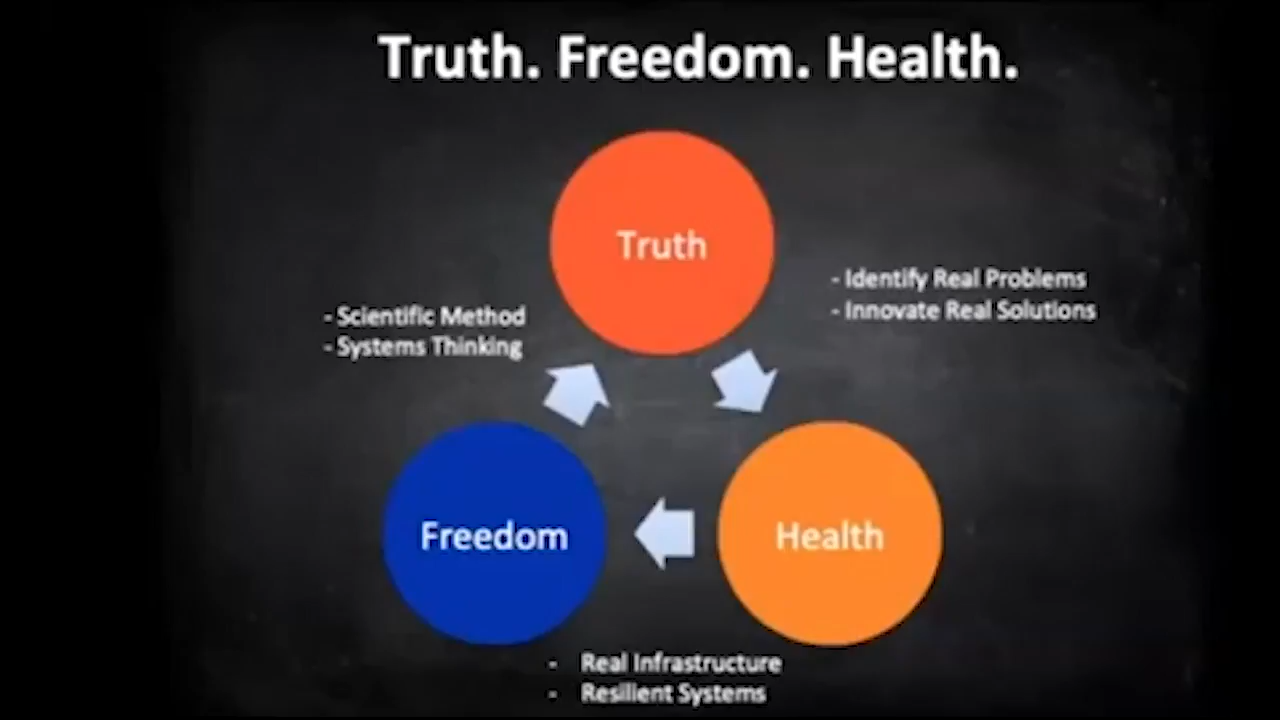 Truth. Freedom. Health.
Truth
- Identify Real Problems
- Innovate Real Solutions
- Scientific Method
- Systems Thinking
Freedom
Health
- Real Infrastructure
- Resilient Systems